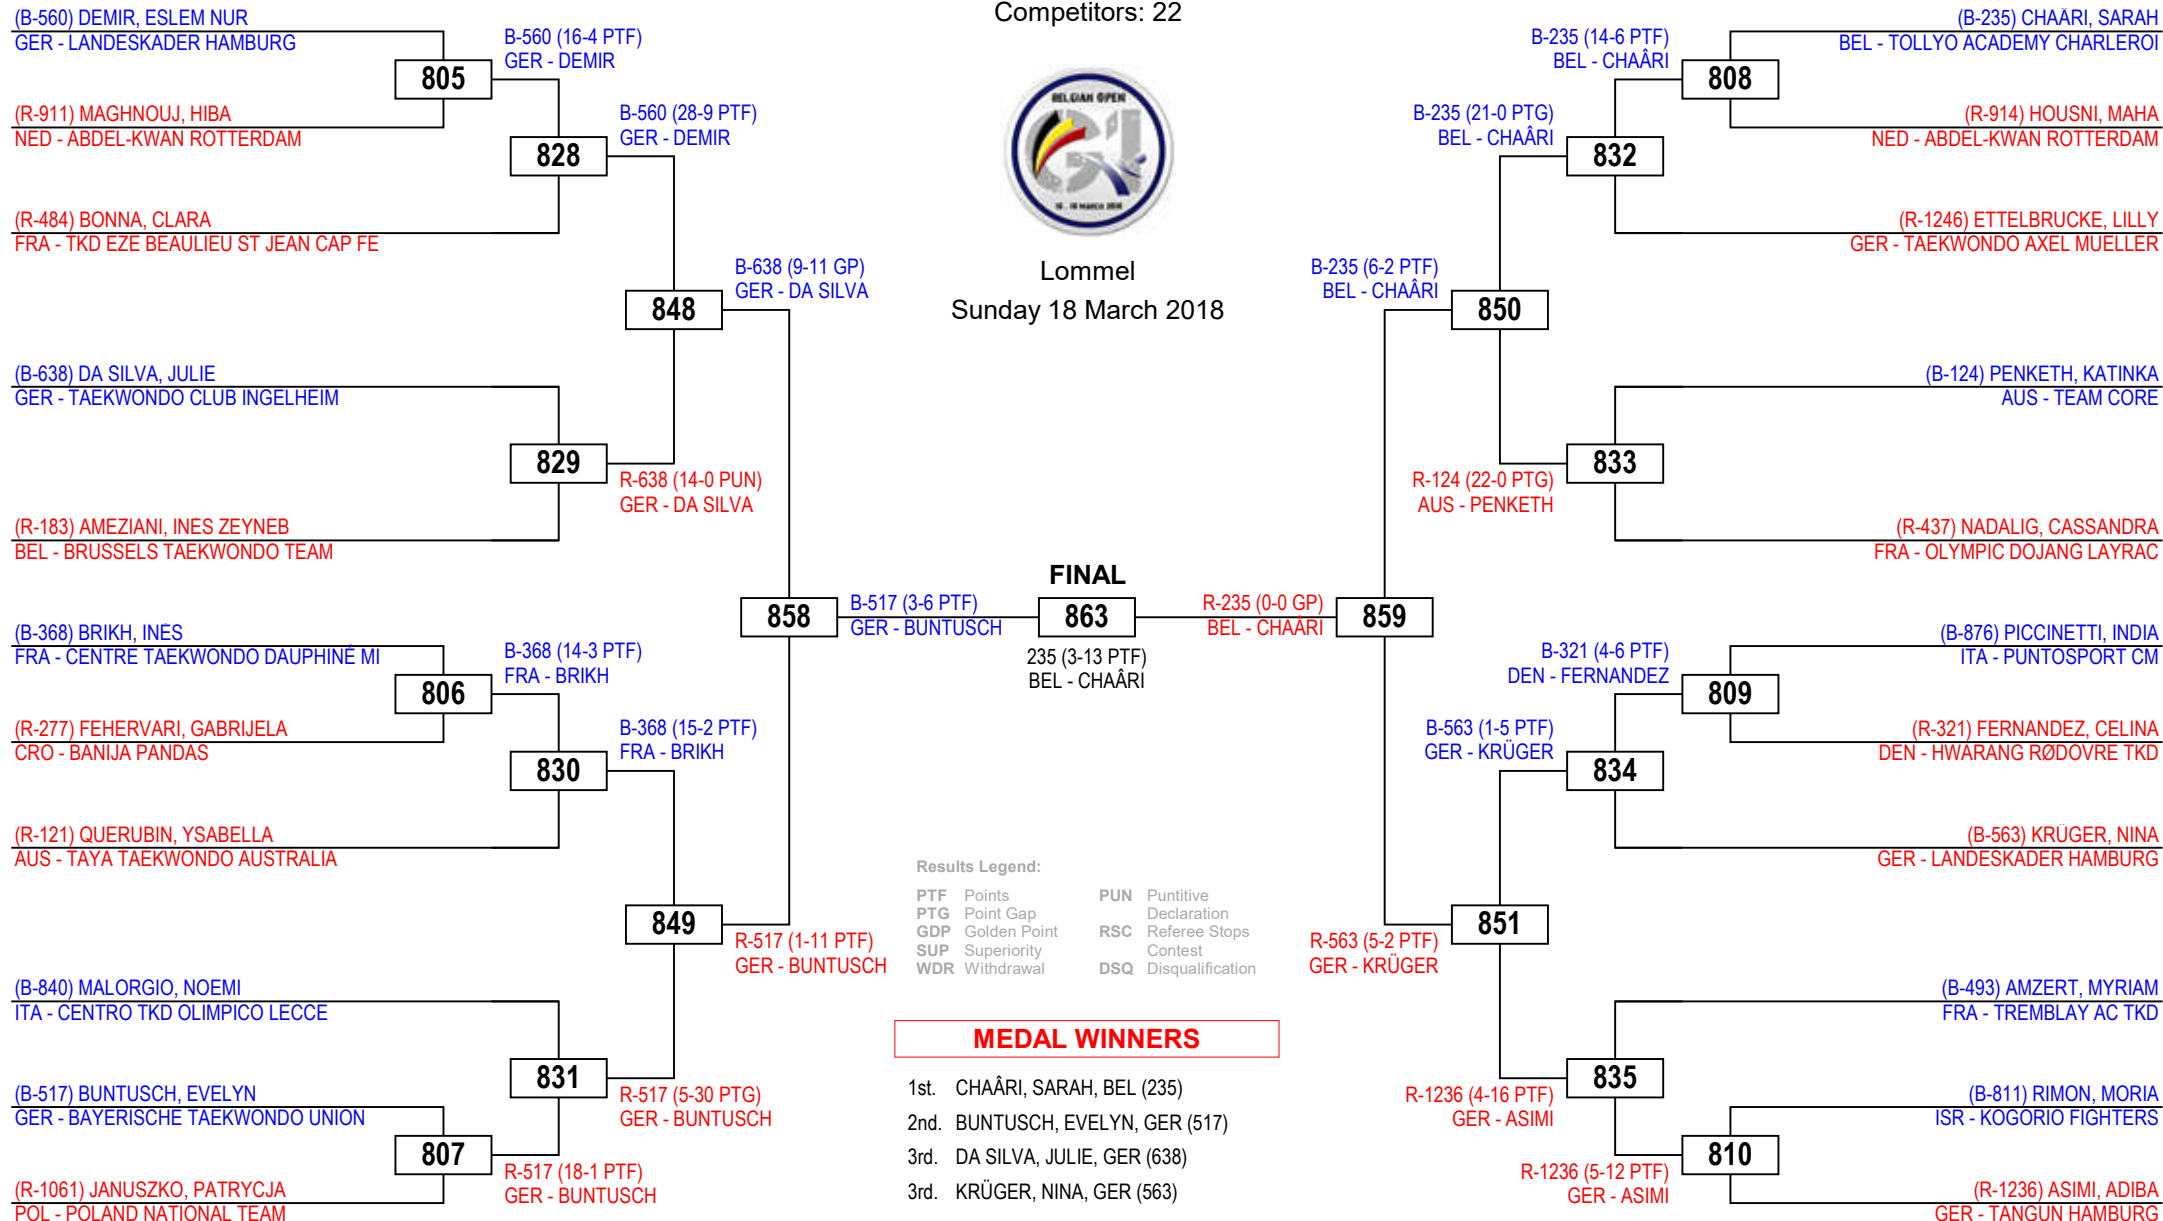 Competitors: 22
BELGIAN OPEN
Lommel
Sunday 18 March 2018
(B-560) DEMIR, ESLEM NUR
GER - LANDESKADER HAMBURG
805
(R-911) MAGHNOUJ, HIBA
NED - ABDEL-KWAN ROTTERDAM
B-560 (16-4 PTF)
GER - DEMIR
828
(R-484) BONNA, CLARA
FRA - TKD EZE BEAULIEU ST JEAN CAP FE
B-560 (28-9 PTF)
GER - DEMIR
848
B-638 (9-11 GP)
GER - DA SILVA
(B-638) DA SILVA, JULIE
GER - TAEKWONDO CLUB INGELHEIM
829
R-638 (14-0 PUN)
GER - DA SILVA
(R-183) AMEZIANI, INÈS ZEYNEB
BEL - BRUSSELS TAEKWONDO TEAM
858
B-517 (3-6 PTF)
GER - BUNTUSCH
(B-368) BRIKH, INÈS
FRA - CENTRE TAEKWONDO DAUPHINÉ MI
806
(R-277) FEHERVARI, GABRIJELA
CRO - BANIJA PANDAS
B-368 (14-3 PTF)
FRA - BRIKH
830
(R-121) QUERUBIN, YSABELLA
AUS - TAYA TAEKWONDO AUSTRALIA
B-368 (15-2 PTF)
FRA - BRIKH
849
R-517 (1-11 PTF)
GER - BUNTUSCH
(B-840) MALORGIO, NOEMI
ITA - CENTRO TKD OLIMPICO LECCE
831
R-517 (5-30 PTG)
GER - BUNTUSCH
(B-517) BUNTUSCH, EVELYN
GER - BAYERISCHE TAEKWONDO UNION
807
R-517 (18-1 PTF)
GER - BUNTUSCH
(R-1061) JANUSZKO, PATRYCJA
POL - POLAND NATIONAL TEAM
FINAL
863
235 (3-13 PTF)
BEL - CHAÂRI
(B-235) CHAÂRI, SARAH
BEL - TOLLYO ACADEMY CHARLEROI
808
(R-914) HOUSNI, MAHA
NED - ABDEL-KWAN ROTTERDAM
B-235 (14-6 PTF)
BEL - CHAÂRI
832
(R-1246) ETTELBRUCKE, LILLY
GER - TAEKWONDO AXEL MUELLER
B-235 (21-0 PTG)
BEL - CHAÂRI
850
B-235 (6-2 PTF)
BEL - CHAÂRI
(B-124) PENKETH, KATINKA
AUS - TEAM CORE
833
R-124 (22-0 PTG)
AUS - PENKETH
(R-437) NADALIG, CASSANDRA
FRA - OLYMPIC DOJANG LAYRAC
859
R-235 (0-0 GP)
BEL - CHAÂRI
(B-876) PICCINETTI, INDIA
ITA - PUNTOSPORT CM
809
(R-321) FERNANDEZ, CELINA
DEN - HWARANG RØDOVRE TKD
B-321 (4-6 PTF)
DEN - FERNANDEZ
834
(B-563) KRÜGER, NINA
GER - LANDESKADER HAMBURG
B-563 (1-5 PTF)
GER - KRÜGER
851
R-563 (5-2 PTF)
GER - KRÜGER
(B-493) AMZERT, MYRIAM
FRA - TREMBLAY AC TKD
835
R-1236 (4-16 PTF)
GER - ASIMI
(B-811) RIMON, MORIA
ISR - KOGORIO FIGHTERS
810
R-1236 (5-12 PTF)
GER - ASIMI
(R-1236) ASIMI, ADIBA
GER - TANGUN HAMBURG
Results Legend:
PTF Points
PTG Point Gap
GDP Golden Point
SUP Superiority
WDR Withdrawal
PUN Puntitive
Declaration
RSC Referee Stops
Contest
DSQ Disqualification
MEDAL WINNERS
1st. CHAÂRI, SARAH, BEL (235)
2nd. BUNTUSCH, EVELYN, GER (517)
3rd. DA SILVA, JULIE, GER (638)
3rd. KRÜGER, NINA, GER (563)